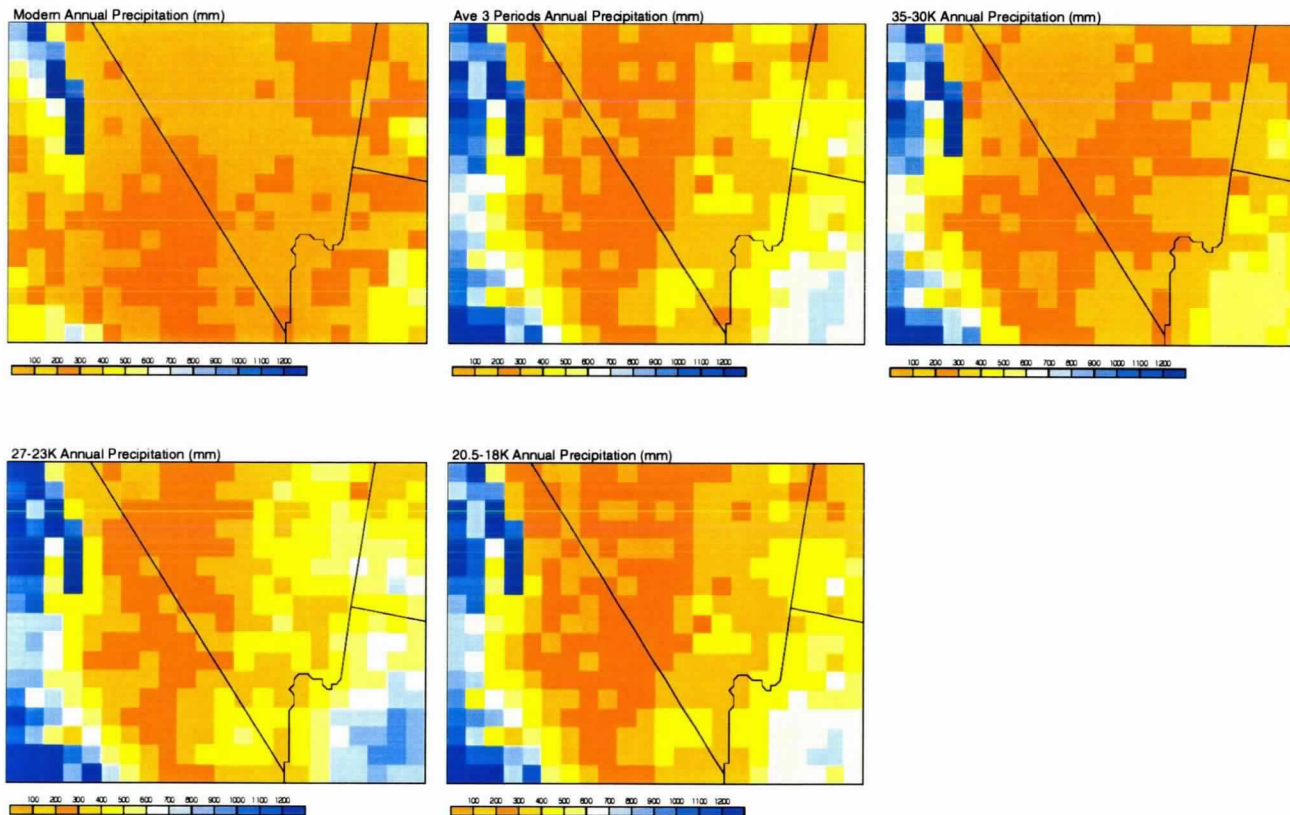 Modern Annual Precipitation (mm)
Ave 3 Periods Annual Precipitation (mm)
35-30K Annual Precipitation (mm)
100 200 300 400 500 600 700 800 900 1000 1100 1200
100 200 300 400 500 600 700 800 900 1000 1100 1200
100 200 300 400 500 600 700 800 900 1000 1100 1200
27-23K Annual Precipitation (mm)
20.5-18K Annual Precipitation (mm)
100 200 300 400 500 600 700 800 900 1000 1100 1200
100 200 300 400 500 600 700 800 900 1000 1100 1200